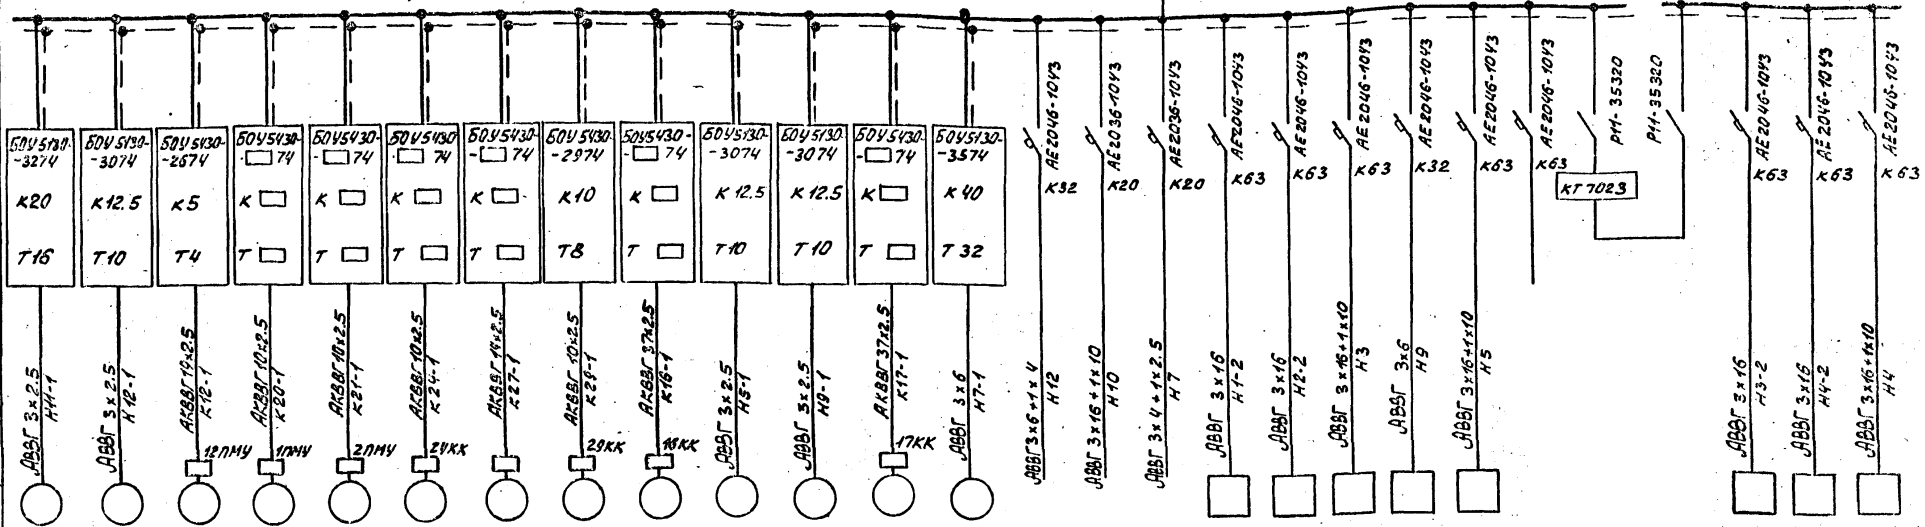 БОУ5130-
-3274
К20
Т16
АВВГ 3х2.5
Н11-1
БОУ5130-
-3074
К12.5
Т10
АВВГ 3х2.5
Н12-1
БОУ5430-
-2674
К5
Т4
АКВВГ 14х2.5
К12-1
12ПМУ
БОУ5430-
- 74
К
Т
АКВВГ 10х2.5
К20-1
1ПМУ
БОУ5430-
- 74
К
Т
АКВВГ 10х2.5
К21-1
2ПМУ
БОУ5430-
- 74
К
Т
АКВВГ 10х2.5
К24-1
24КК
БОУ5430-
- 74
К
Т
АКВВГ 14х2.5
К27-1
БОУ5430-
-2974
К10
Т8
АКВВГ 10х2.5
К29-1
29КК
БОУ5430-
- 74
К
Т
АКВВГ 37х2.5
К16-1
16КК
БОУ5130-
-3074
К12.5
Т10
АВВГ 3х2.5
Н8-1
БОУ5130-
-3074
К12.5
Т10
АВВГ 3х2.5
Н9-1
БОУ5430-
- 74
К
Т
АКВВГ 37х2.5
К17-1
17КК
БОУ5130-
-3574
К40
Т32
АВВГ 3х6
Н7-1
АЕ2046-10У3
К32
АВВГ 3х6+1х4
Н12
АЕ2036-10У3
К20
АВВГ 3х16+1х10
Н10
АЕ2036-10У3
К20
АВВГ 3х4+1х2.5
Н7
АЕ2046-10У3
К63
АВВГ 3х16
Н1-2
АЕ2046-10У3
К63
АВВГ 3х16
Н2-2
АЕ2046-10У3
К63
АВВГ 3х16+1х10
Н3
АЕ2046-10У3
К32
АВВГ 3х6
Н9
АЕ2046-10У3
К63
АВВГ 3х16+1х10
Н5
АЕ2046-10У3
К63
Р11-35320
КТ7023
Р11-35320
АЕ2046-10У3
К63
АВВГ 3х16
Н3-2
АЕ2046-10У3
К63
АВВГ 3х16
Н4-2
АЕ2046-10У3
К63
АВВГ 3х16+1х10
Н4